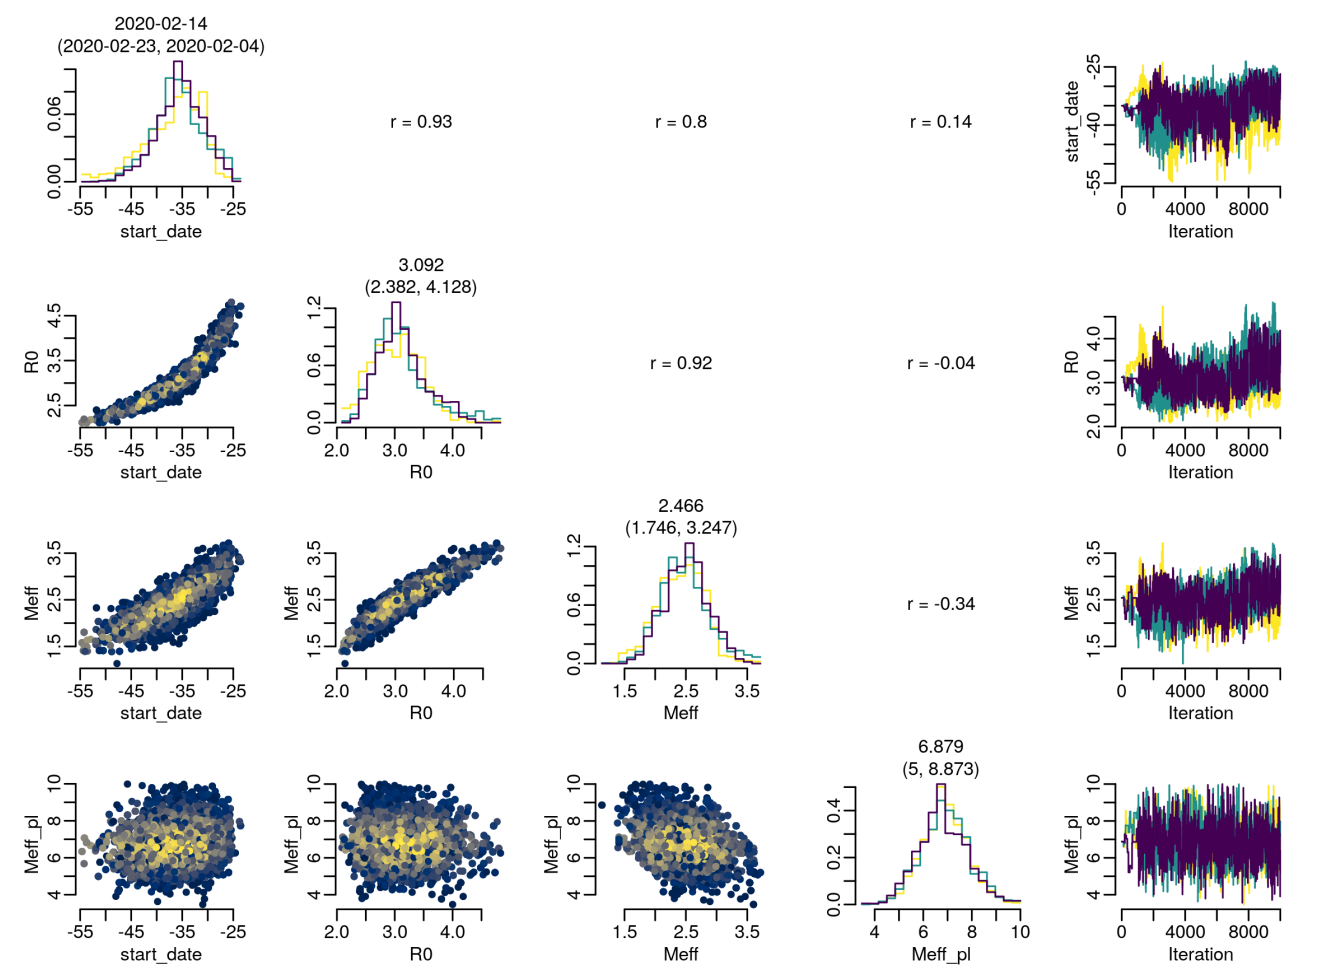 2020-02-14
(2020-02-23, 2020-02-04)
0.00 0.06
-55 -45 -35 -25
start_date
r = 0.93
r = 0.8
r = 0.14
start_date
-55 -40 -25
0 4000 8000
Iteration
R0
2.5 3.5 4.5
-55 -45 -35 -25
start_date
3.092
(2.382, 4.128)
0.0 0.6 1.2
2.0 3.0 4.0
R0
r = 0.92
r = -0.04
R0
2.0 3.0 4.0
0 4000 8000
Iteration
Meff
1.5 2.5 3.5
-55 -45 -35 -25
start_date
Meff
1.5 2.5 3.5
2.0 3.0 4.0
R0
2.466
(1.746, 3.247)
0.0 0.6 1.2
1.5 2.5 3.5
Meff
r = -0.34
Meff
1.5 2.5 3.5
0 4000 8000
Iteration
Meff_pl
4 6 8 10
-55 -45 -35 -25
start_date
Meff_pl
4 6 8 10
2.0 3.0 4.0
R0
Meff_pl
4 6 8 10
1.5 2.5 3.5
Meff
6.879
(5, 8.873)
0.0 0.2 0.4
4 6 8 10
Meff_pl
Meff_pl
4 6 8 10
0 4000 8000
Iteration